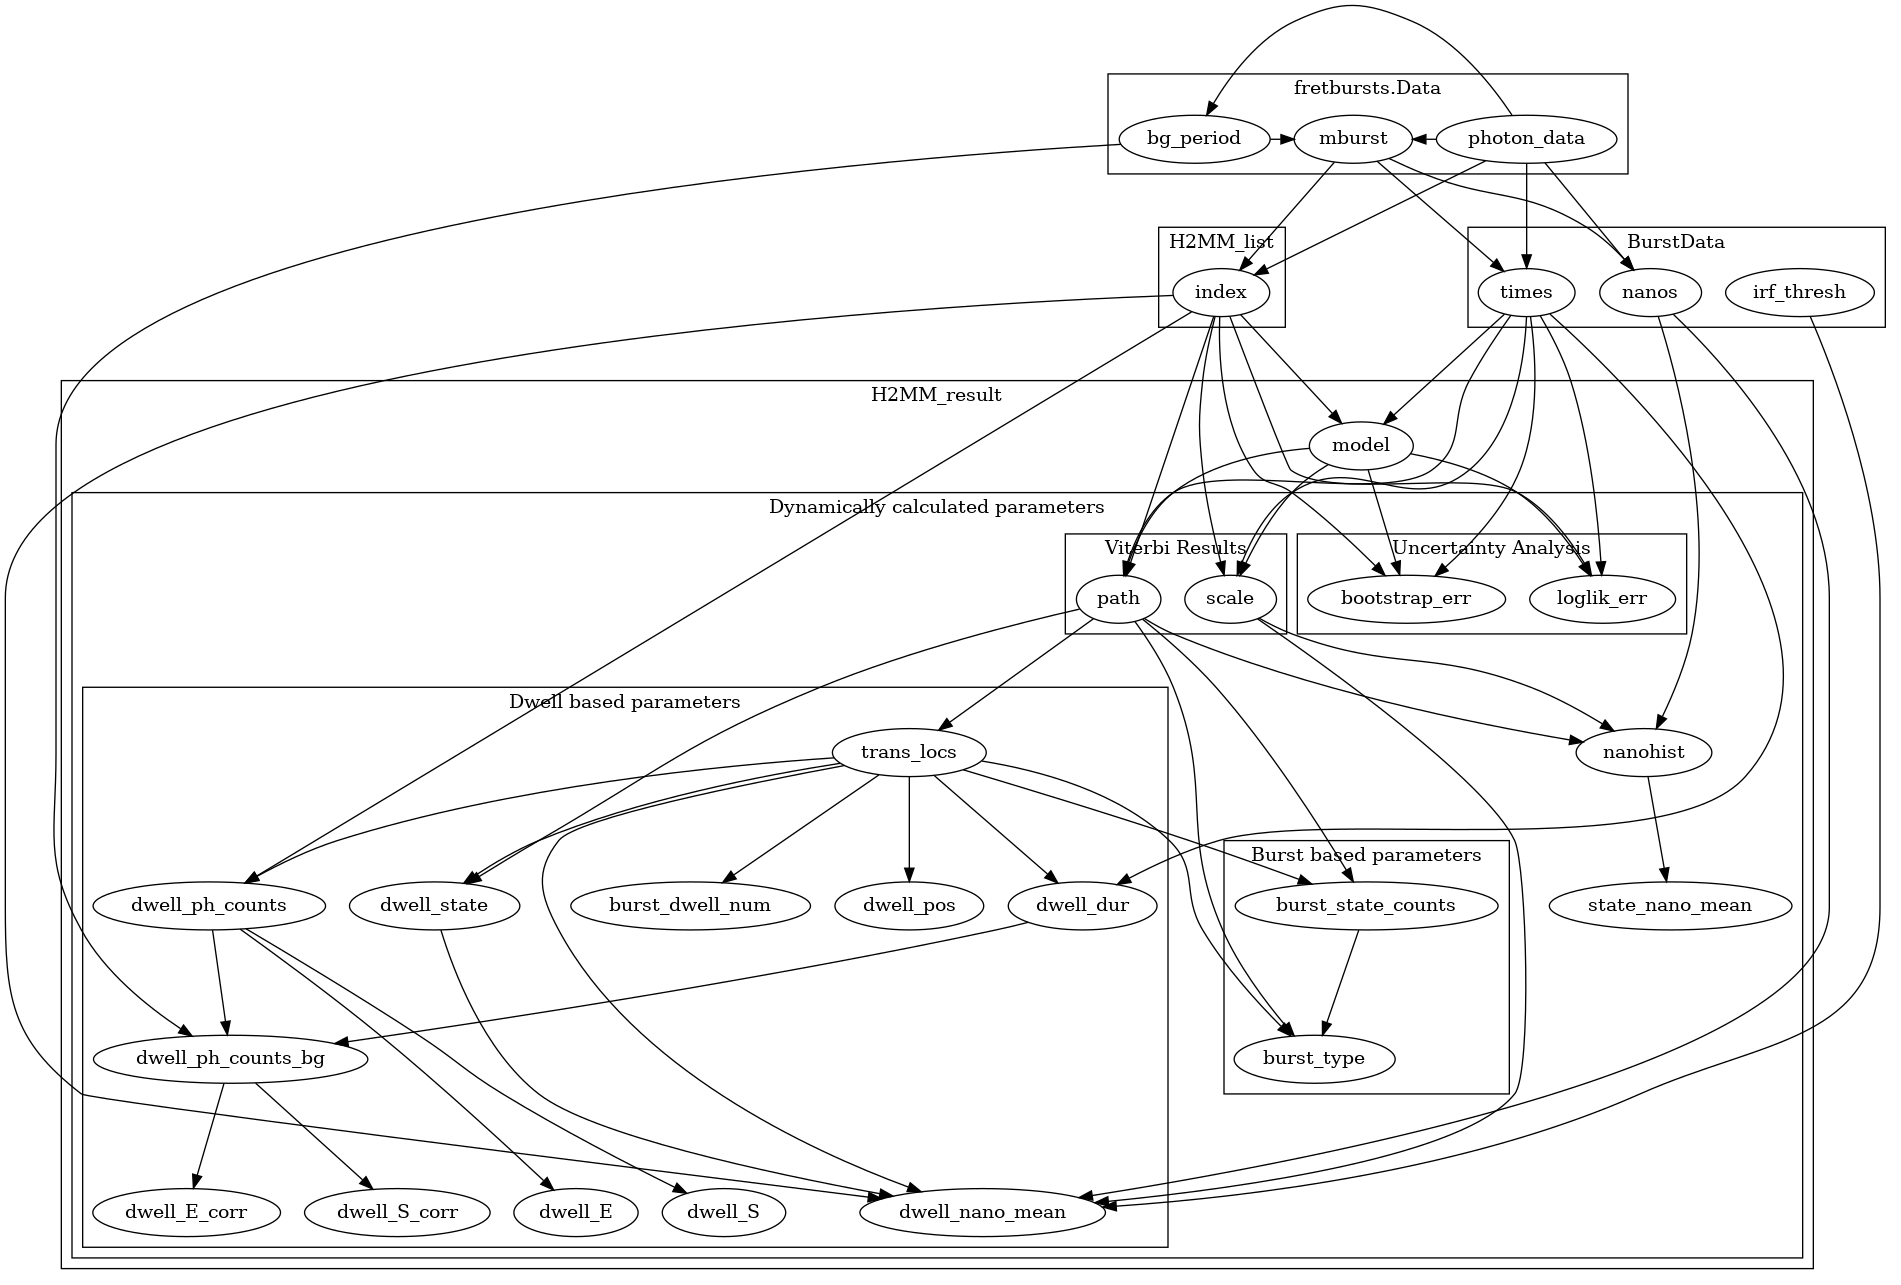 fretbursts.Data
bg_period
mburst
photon_data
H2MM_list
BurstData
index
times
nanos
irf_thresh
H2MM_result
model
Dynamically calculated parameters
Viterbi Results
Uncertainty Analysis
path
scale
bootstrap_err
loglik_err
Dwell based parameters
trans_locs
nanohist
Burst based parameters
dwell_ph_counts
dwell_state
burst_dwell_num
dwell_pos
dwell_dur
burst_state_counts
state_nano_mean
dwell_ph_counts_bg
burst_type
dwell_E_corr
dwell_S_corr
dwell_E
dwell_S
dwell_nano_mean